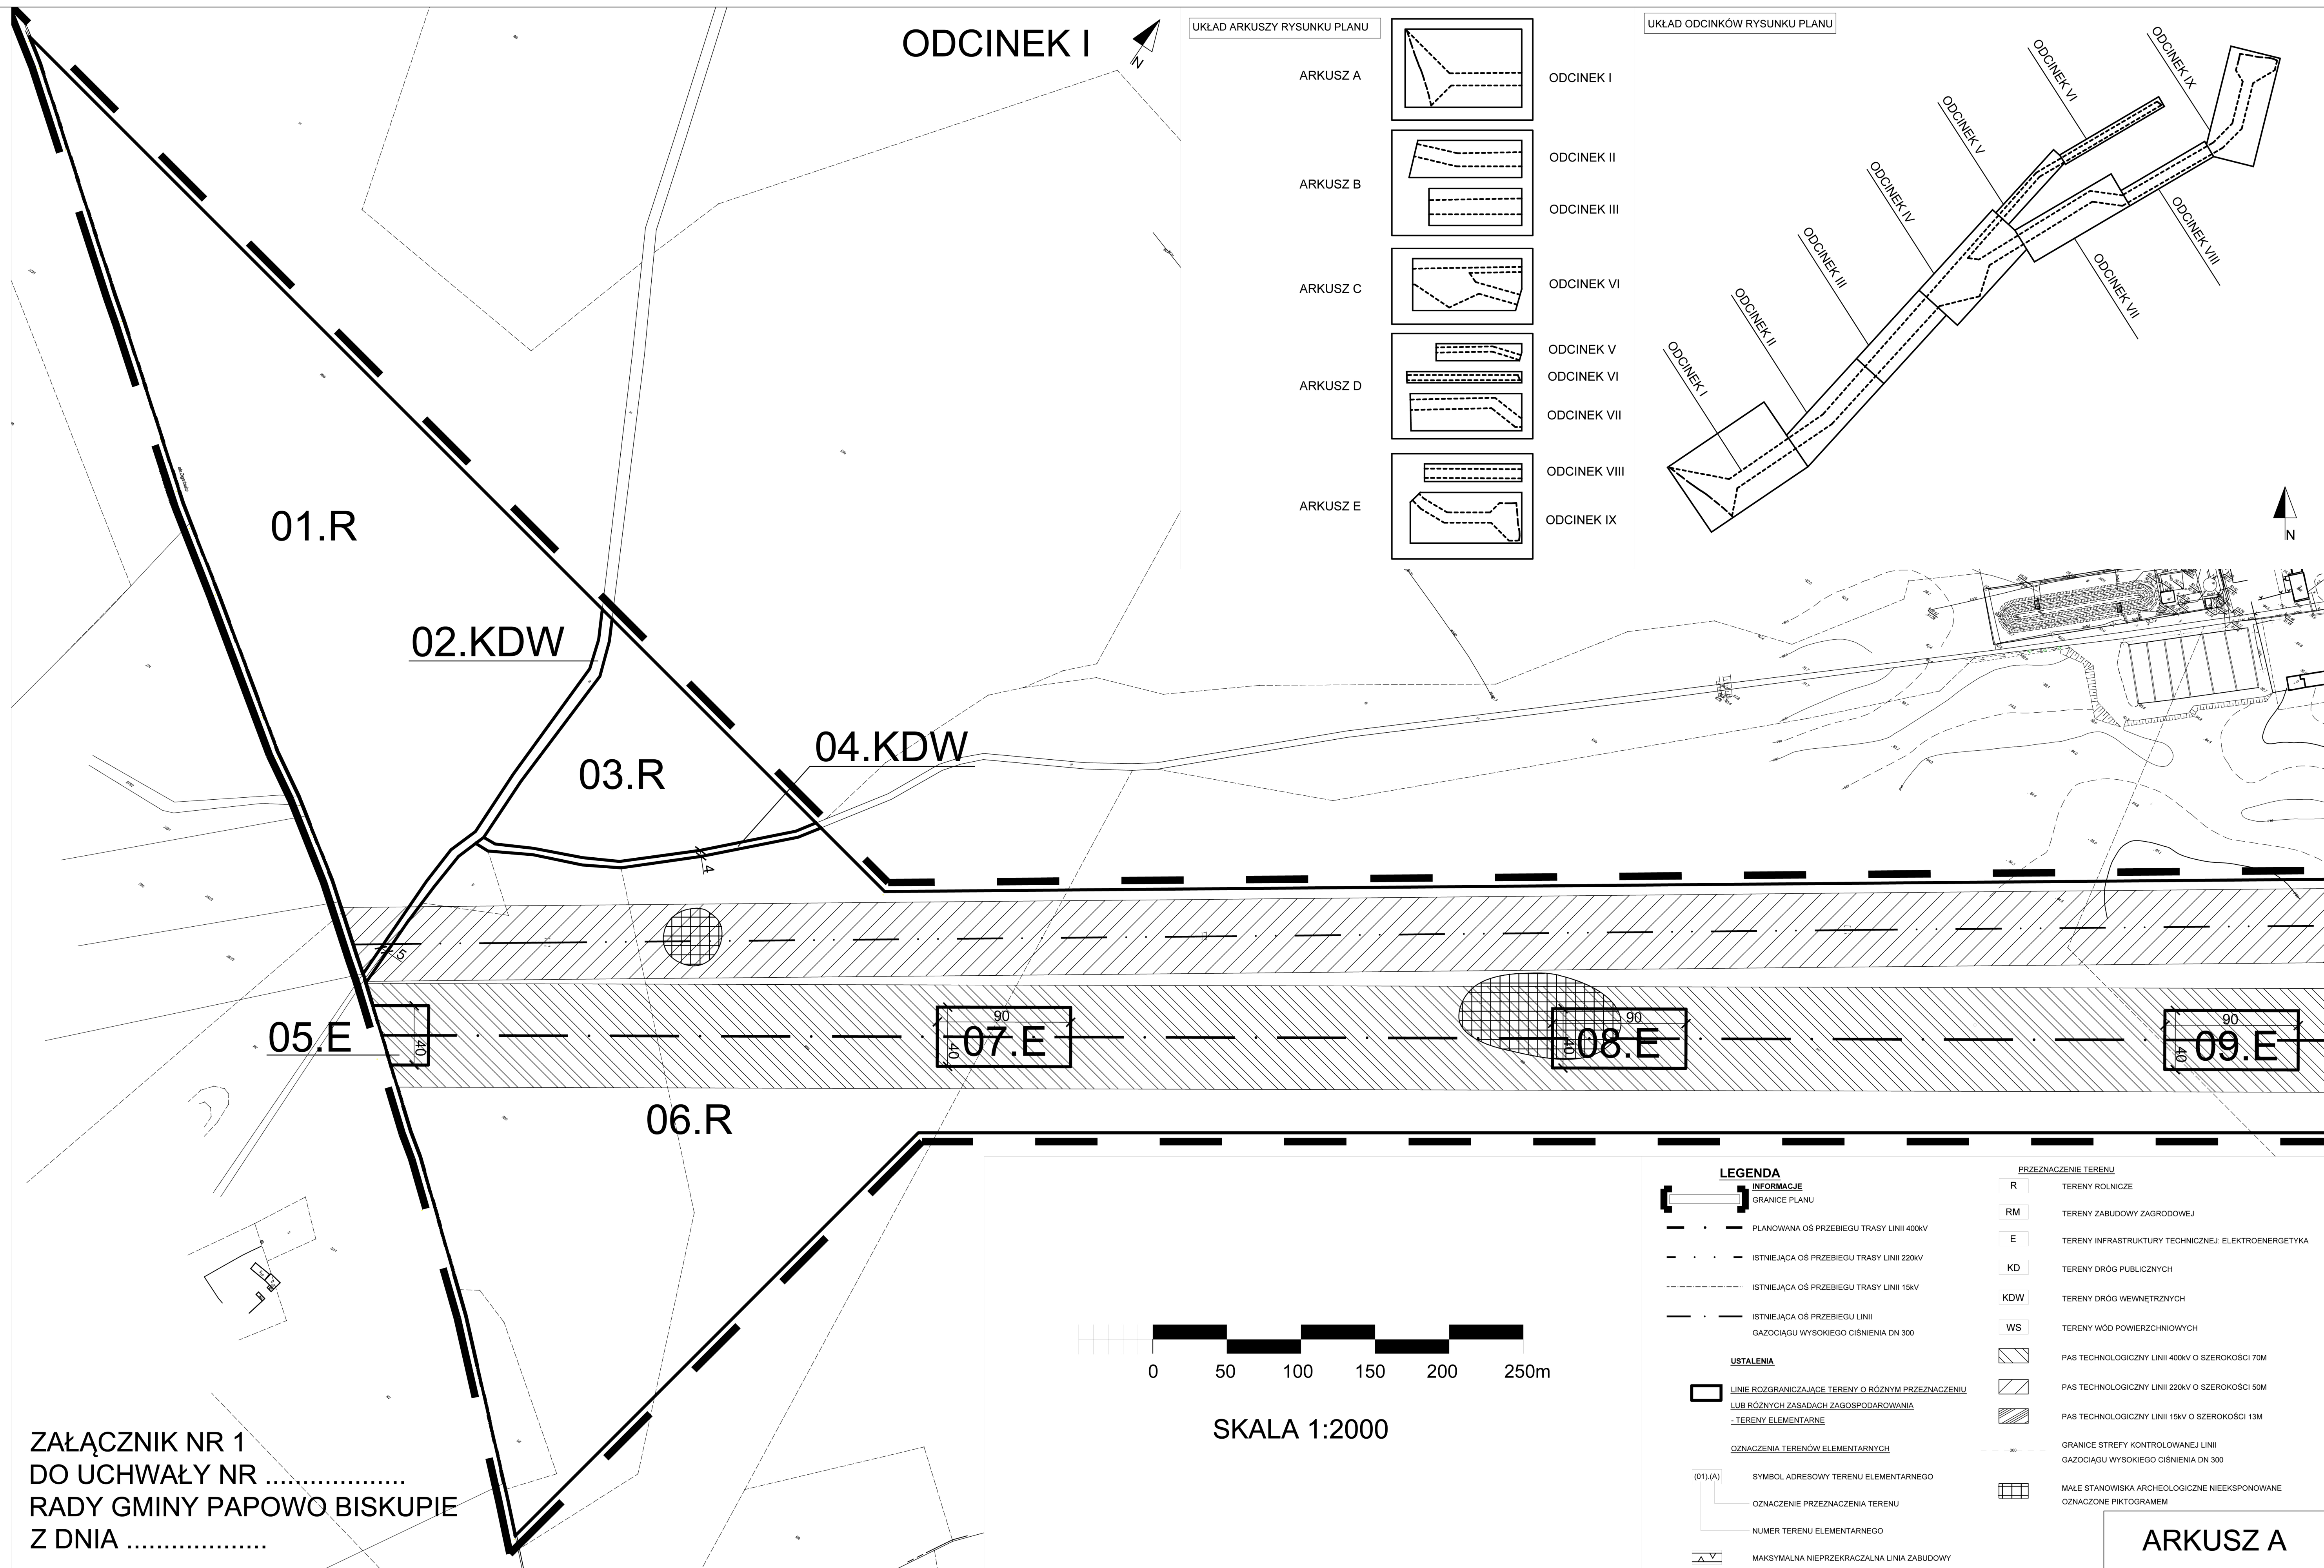 ODCINEK I
N
UKŁAD ARKUSZY RYSUNKU PLANU
ARKUSZ A
ODCINEK I
ARKUSZ B
ODCINEK II
ODCINEK III
ARKUSZ C
ODCINEK VI
ARKUSZ D
ODCINEK V
ODCINEK VI
ODCINEK VII
ARKUSZ E
ODCINEK VIII
ODCINEK IX
UKŁAD ODCINKÓW RYSUNKU PLANU
ODCINEK I
ODCINEK II
ODCINEK III
ODCINEK IV
ODCINEK V
ODCINEK VI
ODCINEK IX
ODCINEK VIII
ODCINEK VII
N
01.R
02.KDW
03.R
04.KDW
4
5
05.E
40
90
40
07.E
90
40
08.E
90
40
09.E
06.R
0 50 100 150 200 250m
SKALA 1:2000
LEGENDA
INFORMACJE
GRANICE PLANU
PLANOWANA OŚ PRZEBIEGU TRASY LINII 400kV
ISTNIEJĄCA OŚ PRZEBIEGU TRASY LINII 220kV
ISTNIEJĄCA OŚ PRZEBIEGU TRASY LINII 15kV
ISTNIEJĄCA OŚ PRZEBIEGU LINII
GAZOCIĄGU WYSOKIEGO CIŚNIENIA DN 300
USTALENIA
LINIE ROZGRANICZAJĄCE TERENY O RÓŻNYM PRZEZNACZENIU
LUB RÓŻNYCH ZASADACH ZAGOSPODAROWANIA
- TERENY ELEMENTARNE
OZNACZENIA TERENÓW ELEMENTARNYCH
(01).(A) SYMBOL ADRESOWY TERENU ELEMENTARNEGO
OZNACZENIE PRZEZNACZENIA TERENU
NUMER TERENU ELEMENTARNEGO
MAKSYMALNA NIEPRZEKRACZALNA LINIA ZABUDOWY
PRZEZNACZENIE TERENU
R TERENY ROLNICZE
RM TERENY ZABUDOWY ZAGRODOWEJ
E TERENY INFRASTRUKTURY TECHNICZNEJ: ELEKTROENERGETYKA
KD TERENY DRÓG PUBLICZNYCH
KDW TERENY DRÓG WEWNĘTRZNYCH
WS TERENY WÓD POWIERZCHNIOWYCH
PAS TECHNOLOGICZNY LINII 400kV O SZEROKOŚCI 70M
PAS TECHNOLOGICZNY LINII 220kV O SZEROKOŚCI 50M
PAS TECHNOLOGICZNY LINII 15kV O SZEROKOŚCI 13M
300 GRANICE STREFY KONTROLOWANEJ LINII
GAZOCIĄGU WYSOKIEGO CIŚNIENIA DN 300
MAŁE STANOWISKA ARCHEOLOGICZNE NIEEKSPONOWANE
OZNACZONE PIKTOGRAMEM
ZAŁĄCZNIK NR 1
DO UCHWAŁY NR ...................
RADY GMINY PAPOWO BISKUPIE
Z DNIA ...................
ARKUSZ A